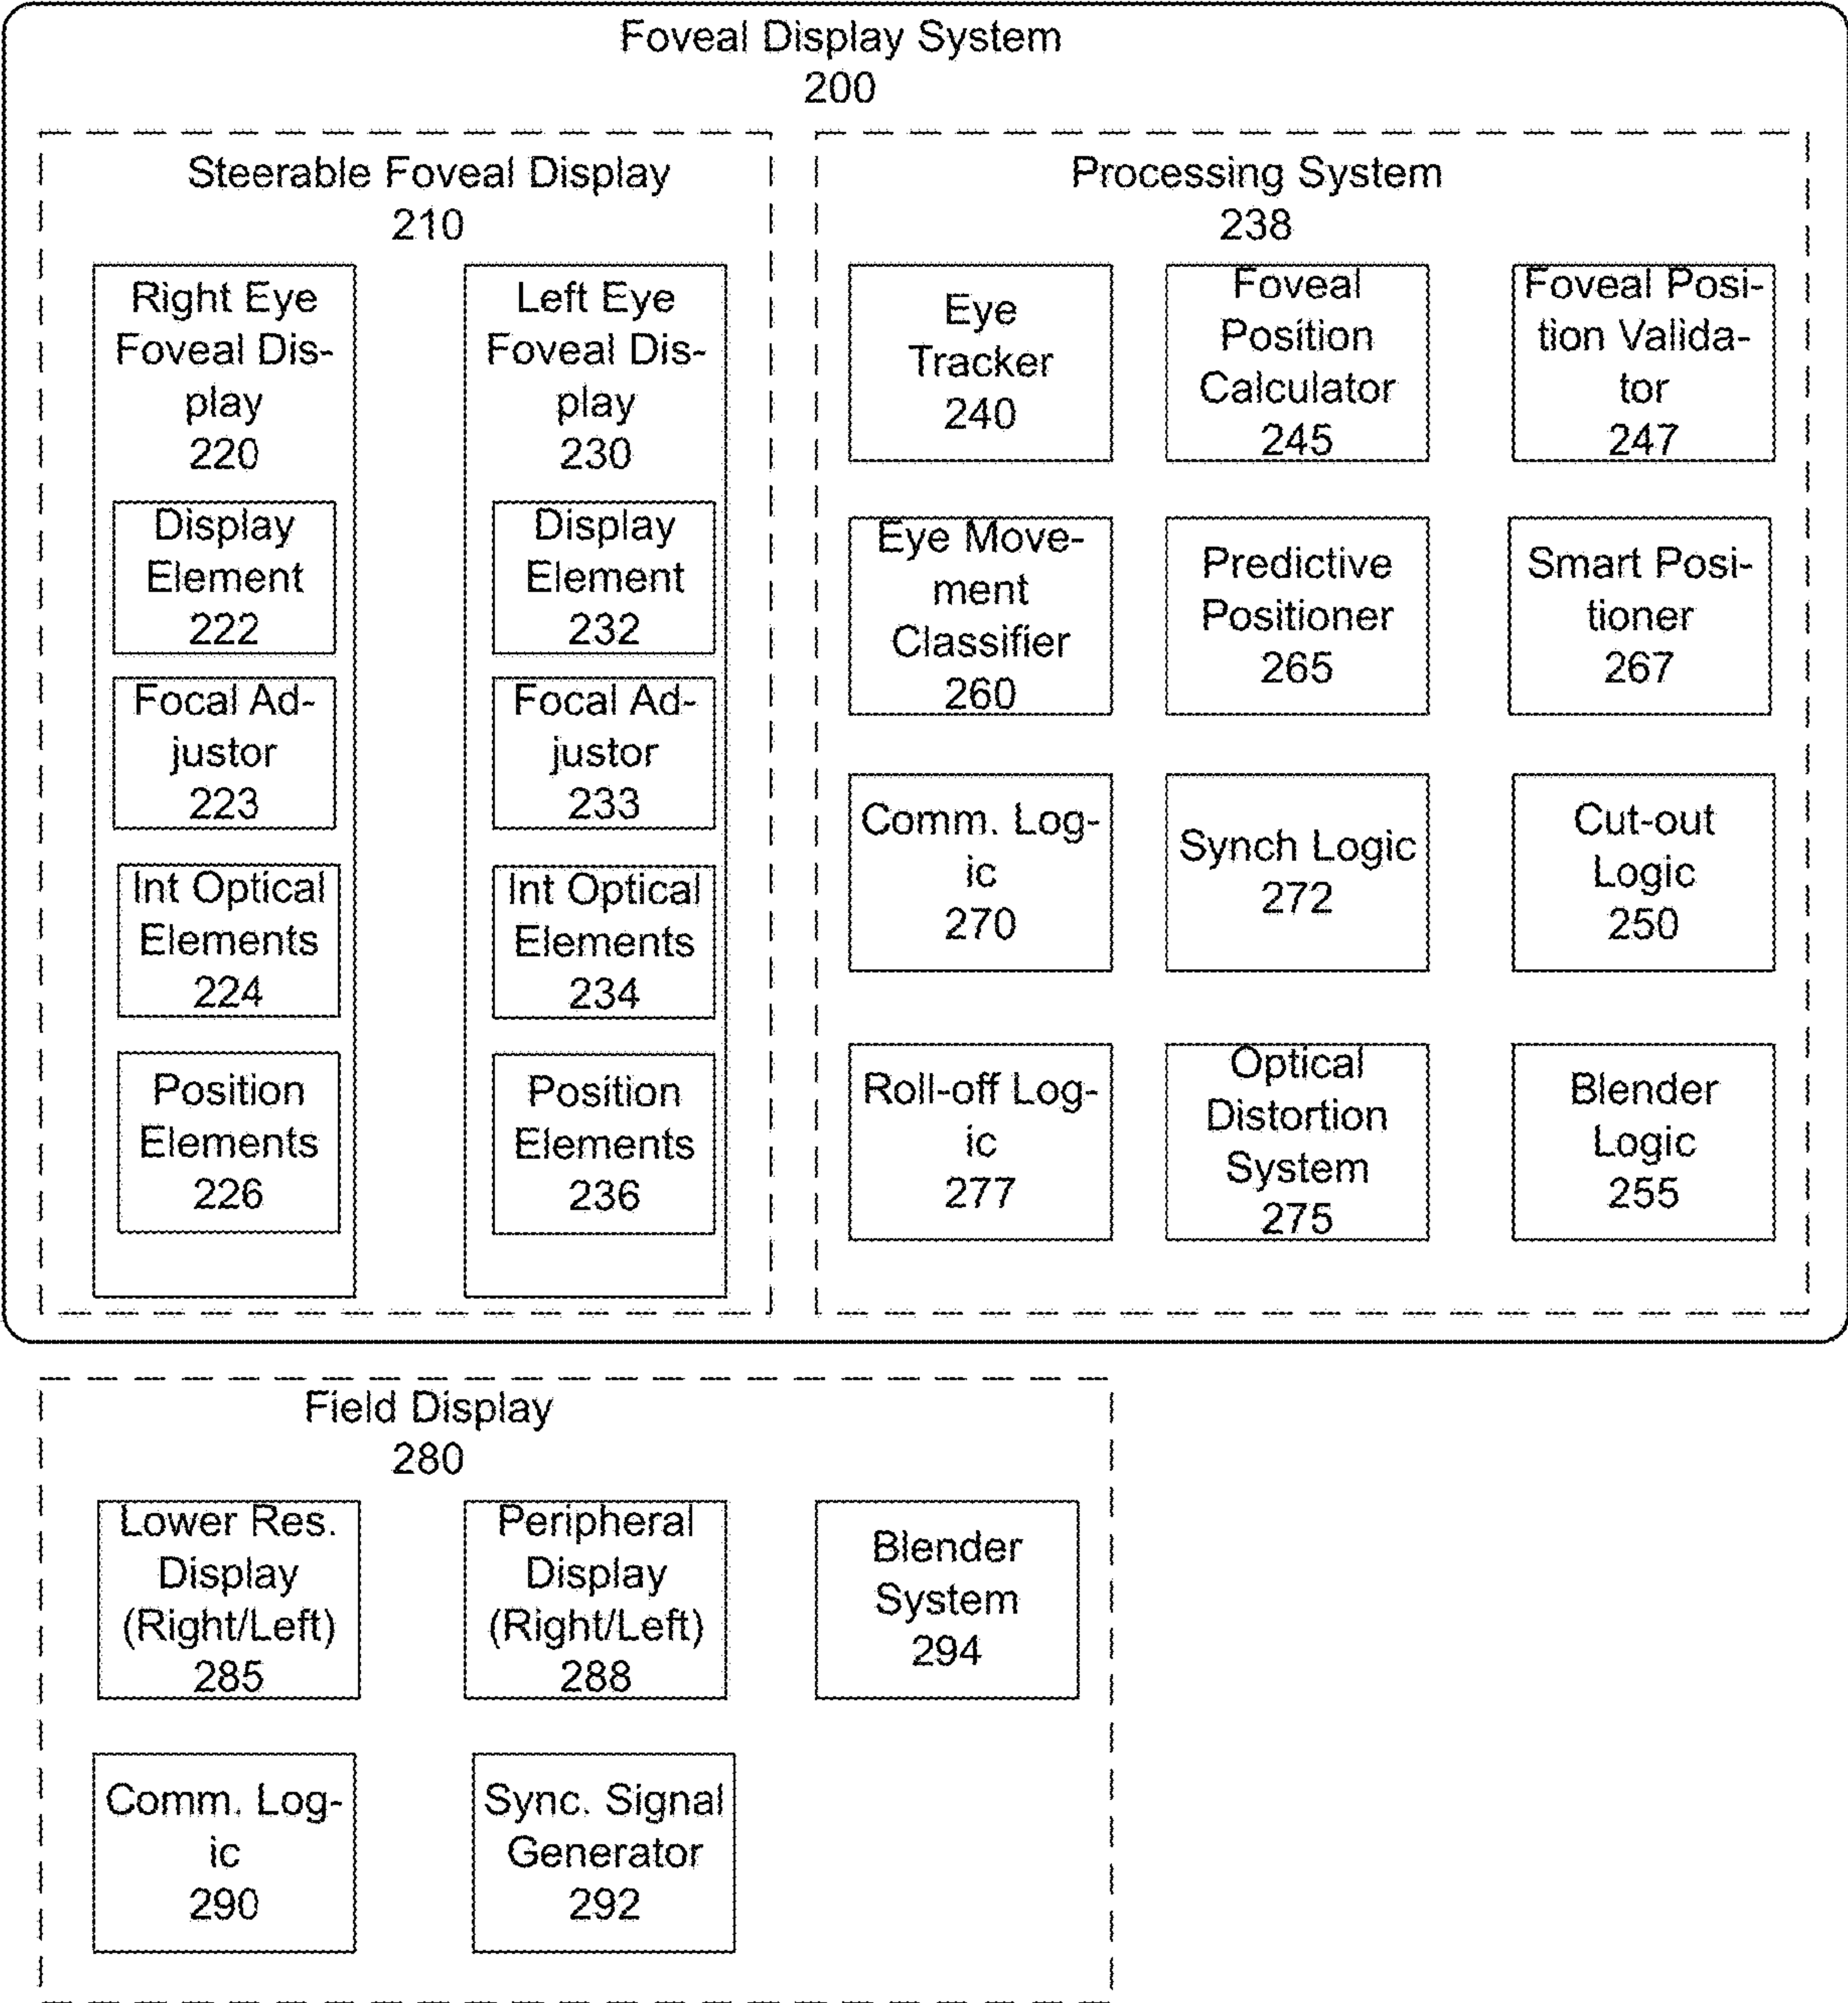 Foveal Display System
200
Steerable Foveal Display
210
Right Eye
Foveal Dis-
play
220
Display
Element
222
Focal Ad-
justor
223
Int Optical
Elements
224
Position
Elements
226
Left Eye
Foveal Dis-
play
230
Display
Element
232
Focal Ad-
justor
233
Int Optical
Elements
234
Position
Elements
236
Processing System
238
Eye
Tracker
240
Foveal
Position
Calculator
245
Foveal Posi-
tion Valida-
tor
247
Eye Move-
ment
Classifier
260
Predictive
Positioner
265
Smart Posi-
tioner
267
Comm. Log-
ic
270
Synch Logic
272
Cut-out
Logic
250
Roll-off Log-
ic
277
Optical
Distortion
System
275
Blender
Logic
255
Field Display
280
Lower Res.
Display
(Right/Left)
285
Peripheral
Display
(Right/Left)
288
Blender
System
294
Comm. Log-
ic
290
Sync. Signal
Generator
292